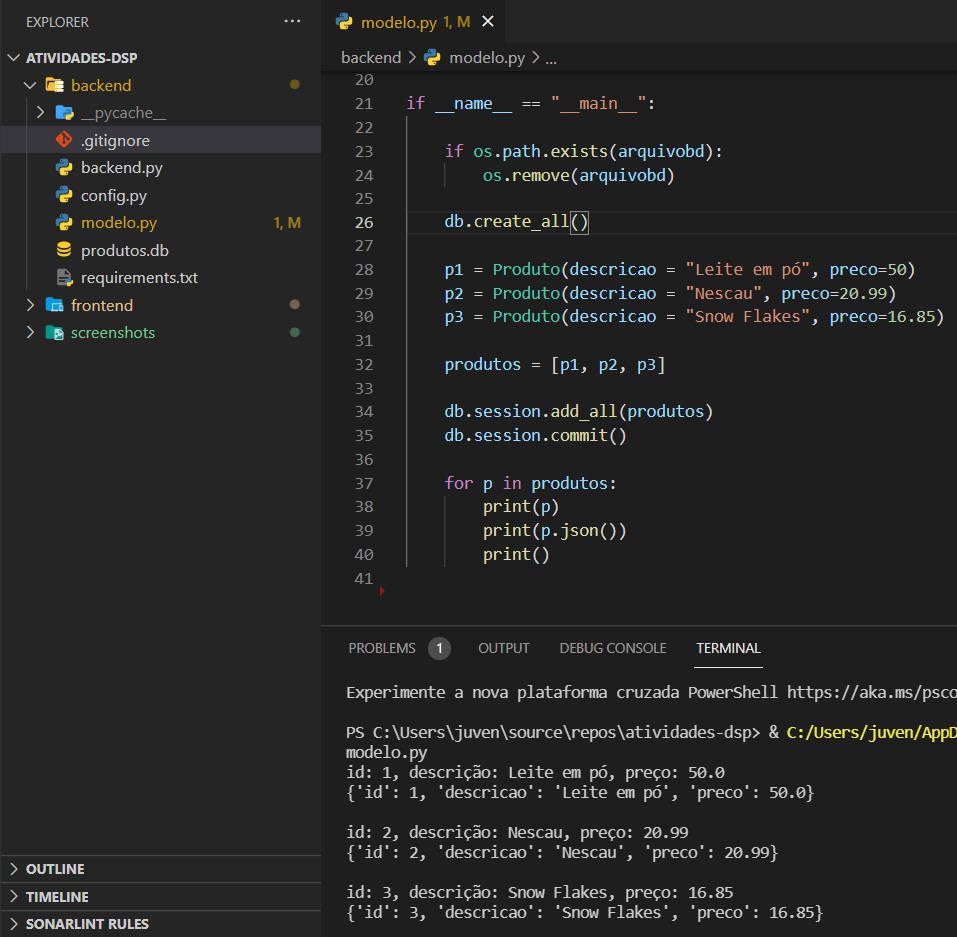 EXPLORER
ATIVIDADES-DSP
backend
__pycache__
.gitignore
backend.py
config.py
modelo.py 1, M
produtos.db
requirements.txt
frontend
screenshots
OUTLINE
TIMELINE
SONARLINT RULES
modelo.py 1, M
backend > modelo.py > ...
20
21 if __name__ == "__main__":
22
23 if os.path.exists(arquivobd):
24 os.remove(arquivobd)
25
26 db.create_all()
27
28 p1 = Produto(descricao = "Leite em pó", preco=50)
29 p2 = Produto(descricao = "Nescau", preco=20.99)
30 p3 = Produto(descricao = "Snow Flakes", preco=16.85)
31
32 produtos = [p1, p2, p3]
33
34 db.session.add_all(produtos)
35 db.session.commit()
36
37 for p in produtos:
38 print(p)
39 print(p.json())
40 print()
41
PROBLEMS 1 OUTPUT DEBUG CONSOLE TERMINAL
Experimente a nova plataforma cruzada PowerShell https://aka.ms/psco
PS C:\Users\juven\source\repos\atividades-dsp> & C:/Users/juven/AppD
modelo.py
id: 1, descrição: Leite em pó, preço: 50.0
{'id': 1, 'descricao': 'Leite em pó', 'preco': 50.0}
id: 2, descrição: Nescau, preço: 20.99
{'id': 2, 'descricao': 'Nescau', 'preco': 20.99}
id: 3, descrição: Snow Flakes, preço: 16.85
{'id': 3, 'descricao': 'Snow Flakes', 'preco': 16.85}